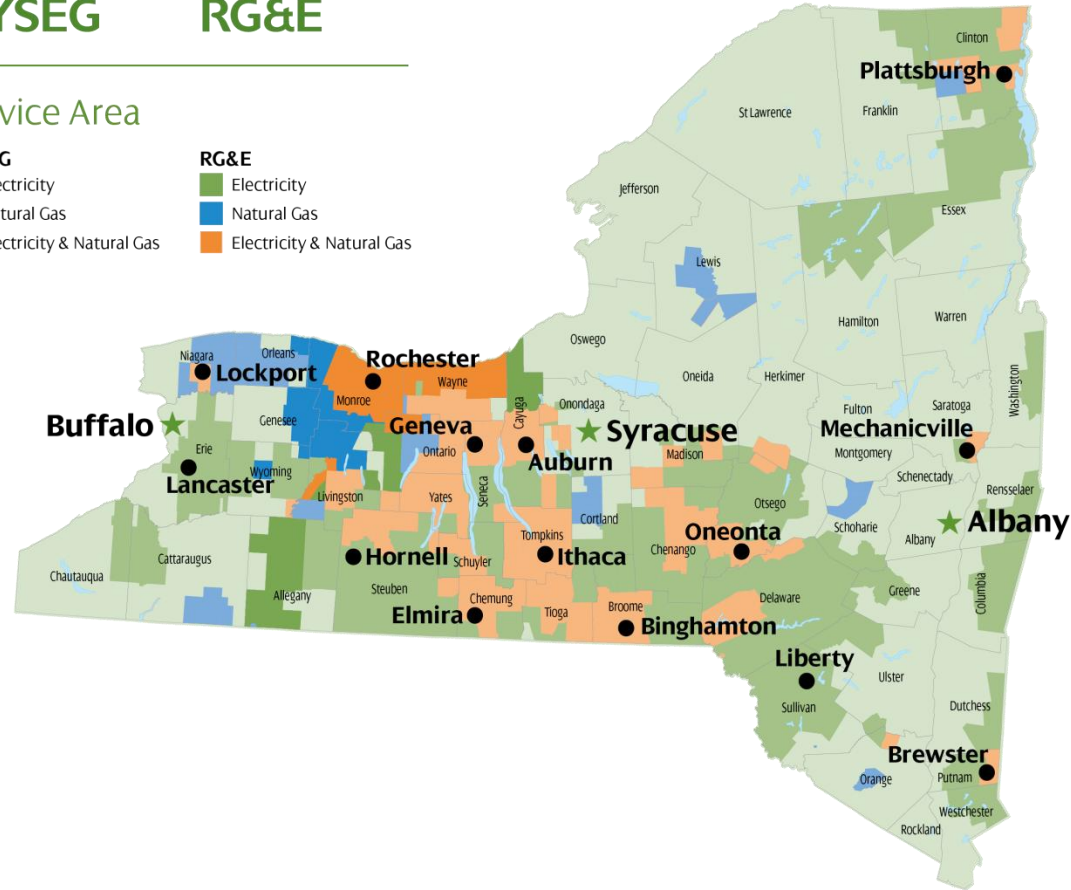 YSEG RG&E
vice Area
G RG&E
ectricity Electricity
tural Gas Natural Gas
ectricity & Natural Gas Electricity & Natural Gas
Clinton
Plattsburgh
St Lawrence
Franklin
Jefferson
Essex
Lewis
Hamilton
Warren
Oswego
Oneida
Herkimer
Washington
Niagara
Orleans
Lockport
Rochester
Wayne
Monroe
Cayuga
Onondaga
Fulton
Saratoga
Buffalo
Genesee
Geneva
Syracuse
Mechanicville
Erie
Ontario
Auburn
Madison
Montgomery
Lancaster
Wyoming
Livingston
Yates
Seneca
Cortland
Otsego
Schenectady
Rensselaer
Schoharie
Albany
Albany
Tompkins
Oneonta
Chenango
Chautauqua
Cattaraugus
Hornell
Schuyler
Ithaca
Allegany
Steuben
Chemung
Elmira
Tioga
Broome
Binghamton
Delaware
Greene
Columbia
Liberty
Sullivan
Ulster
Dutchess
Brewster
Orange
Putnam
Westchester
Rockland